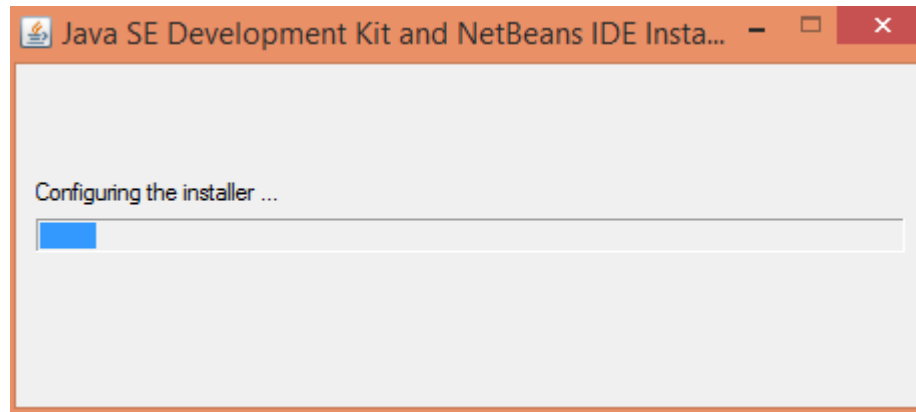 Java SE Development Kit and NetBeans IDE Insta...
Configuring the installer ...